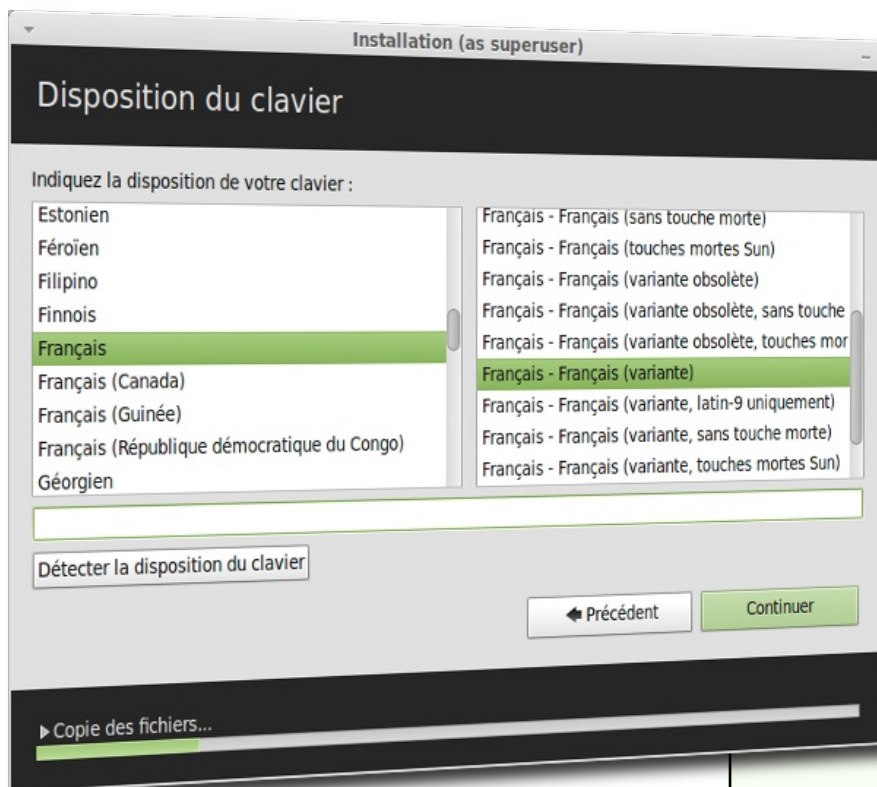 Installation (as superuser)
Disposition du clavier
Indiquez la disposition de votre clavier :
Estonien
Féroïen
Filipino
Finnois
Français
Français (Canada)
Français (Guinée)
Français (République démocratique du Congo)
Géorgien
Français - Français (sans touche morte)
Français - Français (touches mortes Sun)
Français - Français (variante obsolète)
Français - Français (variante obsolète, sans touche
Français - Français (variante obsolète, touches mor
Français - Français (variante)
Français - Français (variante, latin-9 uniquement)
Français - Français (variante, sans touche morte)
Français - Français (variante, touches mortes Sun)
Détecter la disposition du clavier
Précédent
Continuer
Copie des fichiers...